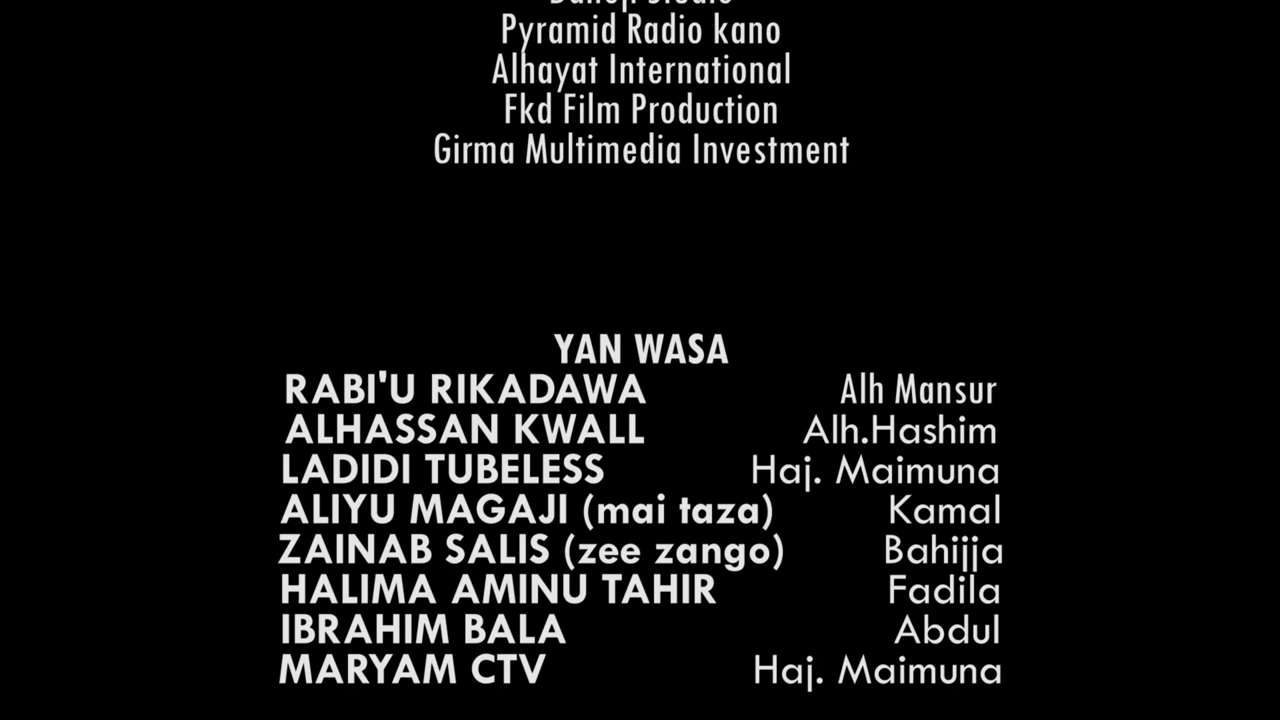 Pyramid Radio kano
Alhayat International
Fkd Film Production
Girma Multimedia Investment
YAN WASA
RABI'U RIKADAWA Alh Mansur
ALHASSAN KWALL Alh.Hashim
LADIDI TUBELESS Haj. Maimuna
ALIYU MAGAJI (mai taza) Kamal
ZAINAB SALIS (zee zango) Bahijja
HALIMA AMINU TAHIR Fadila
IBRAHIM BALA Abdul
MARYAM CTV Haj. Maimuna